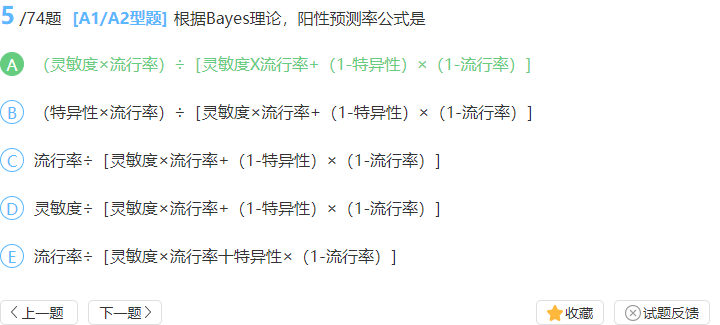 5 /74题 [A1/A2型题] 根据Bayes理论，阳性预测率公式是
A （灵敏度×流行率）÷［灵敏度X流行率+（1-特异性）×（1-流行率）］
B （特异性×流行率）÷［灵敏度×流行率+（1-特异性）×（1-流行率）］
C 流行率÷［灵敏度×流行率+（1-特异性）×（1-流行率）］
D 灵敏度÷［灵敏度×流行率+（1-特异性）×（1-流行率）］
E 流行率÷［灵敏度×流行率十特异性×（1-流行率）］
上一题 下一题 收藏 试题反馈